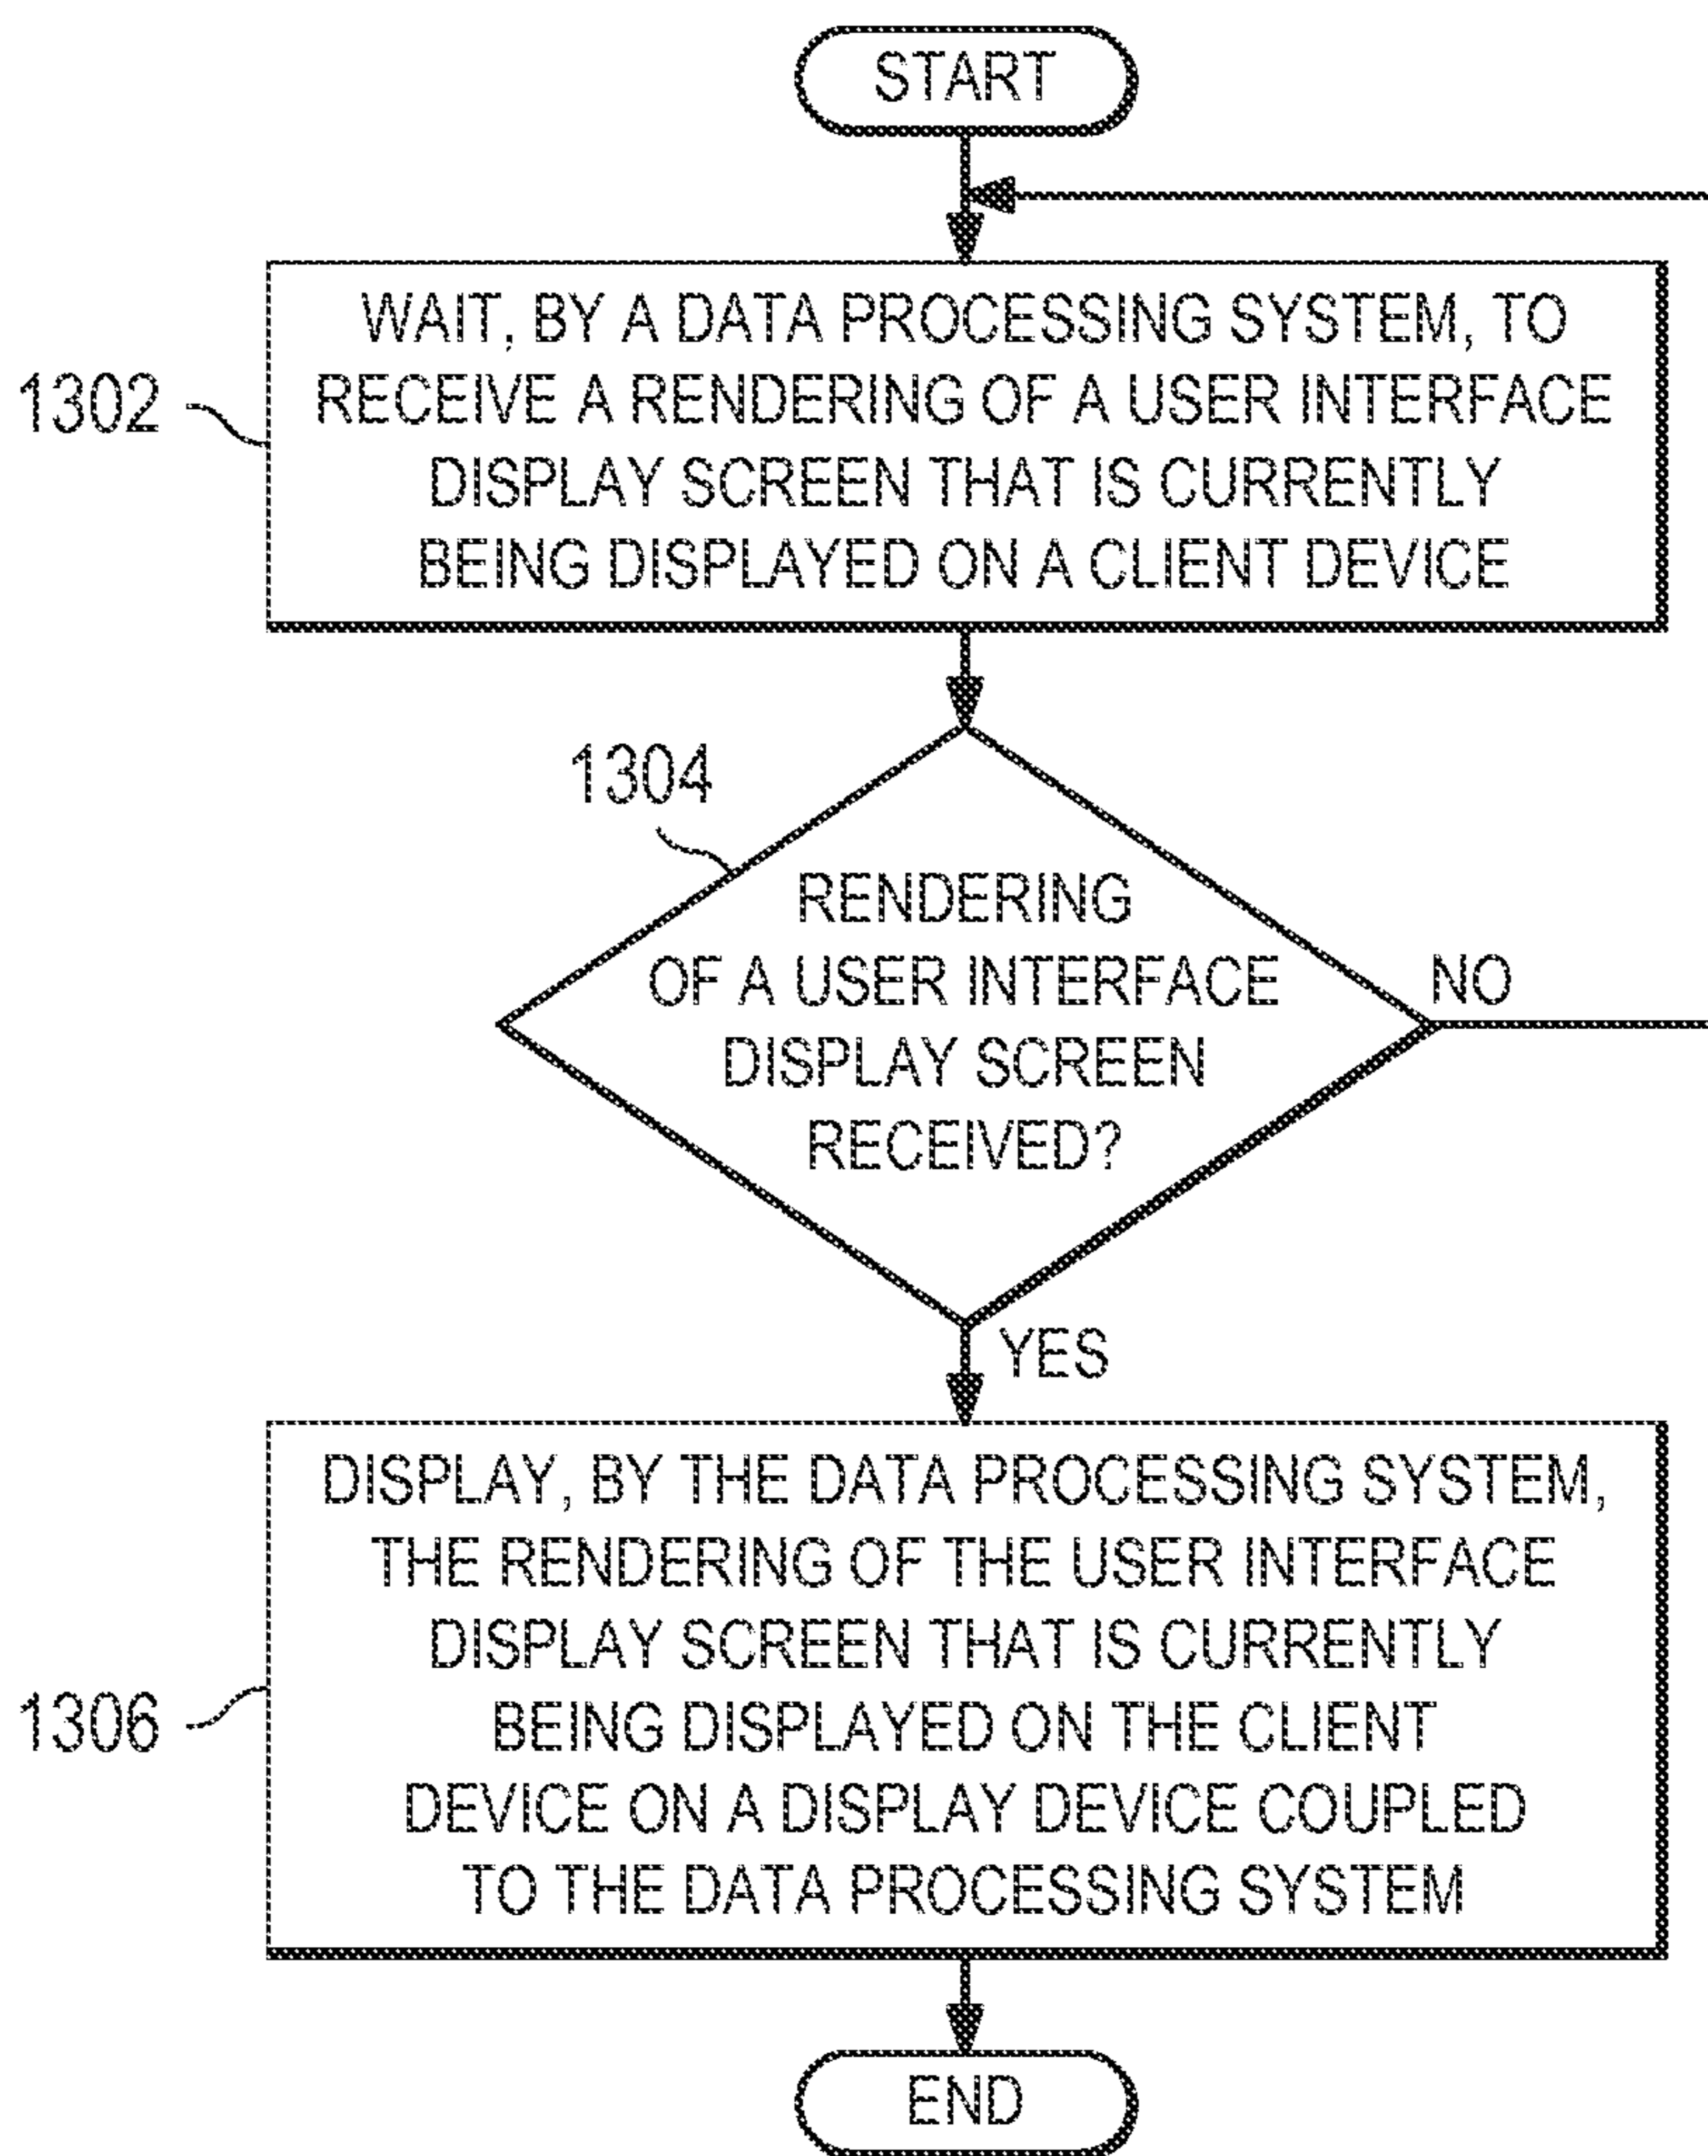 START
1302
WAIT, BY A DATA PROCESSING SYSTEM, TO
RECEIVE A RENDERING OF A USER INTERFACE
DISPLAY SCREEN THAT IS CURRENTLY
BEING DISPLAYED ON A CLIENT DEVICE
1304
RENDERING
OF A USER INTERFACE
DISPLAY SCREEN
RECEIVED?
NO
YES
1306
DISPLAY, BY THE DATA PROCESSING SYSTEM,
THE RENDERING OF THE USER INTERFACE
DISPLAY SCREEN THAT IS CURRENTLY
BEING DISPLAYED ON THE CLIENT
DEVICE ON A DISPLAY DEVICE COUPLED
TO THE DATA PROCESSING SYSTEM
END